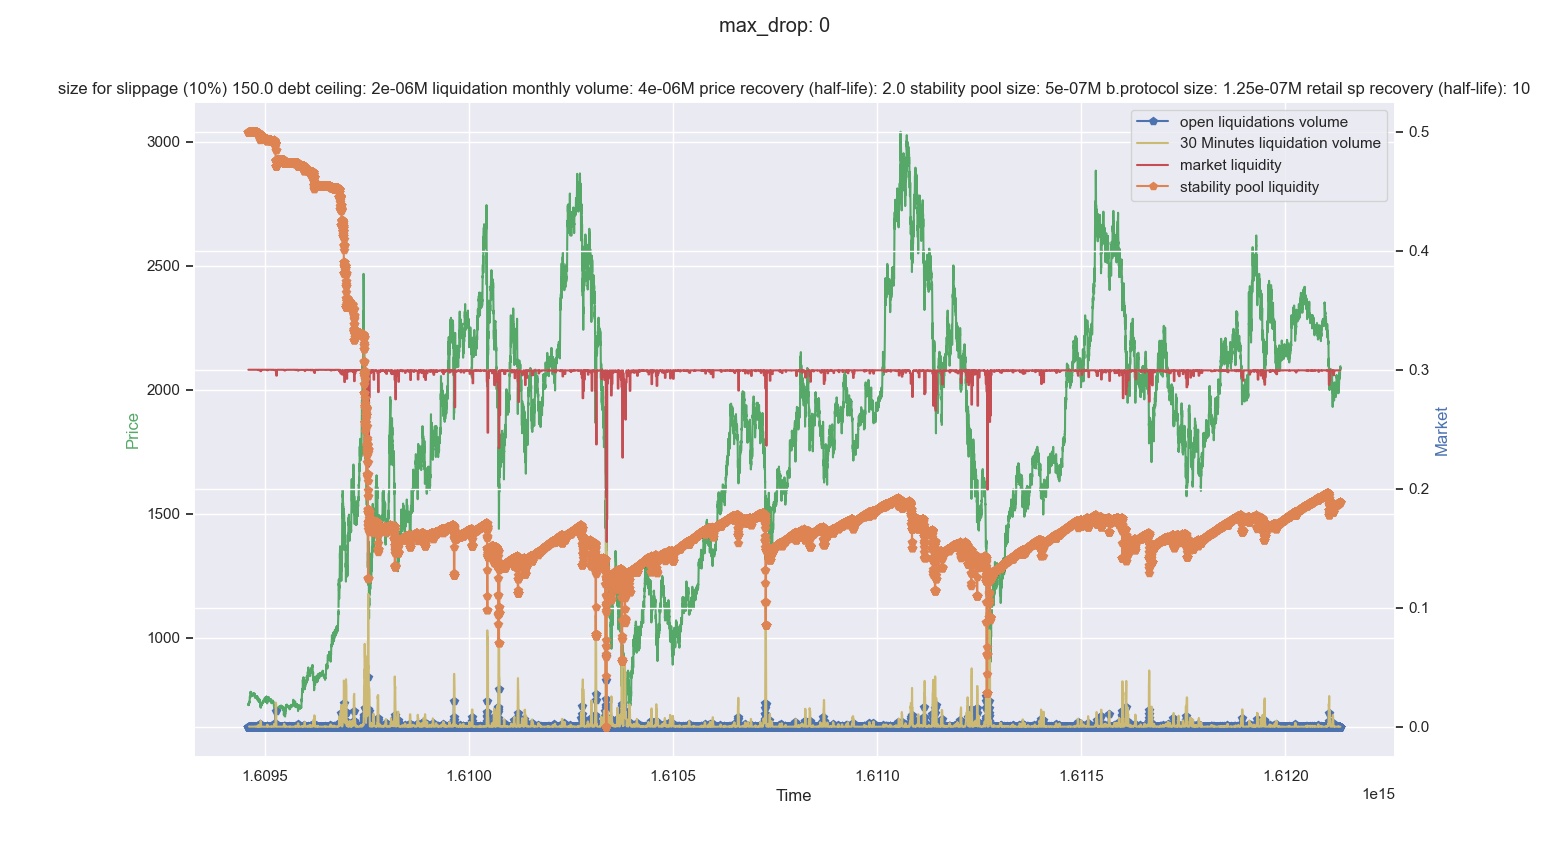 max_drop: 0
size for slippage (10%) 150.0 debt ceiling: 2e-06M liquidation monthly volume: 4e-06M price recovery (half-life): 2.0 stability pool size: 5e-07M b.protocol size: 1.25e-07M retail sp recovery (half-life): 10
open liquidations volume
30 Minutes liquidation volume
market liquidity
stability pool liquidity
3000
2500
2000
1500
1000
Price
0.5
0.4
0.3
0.2
0.1
0.0
Market
1.6095
1.6100
1.6105
1.6110
1.6115
1.6120
1e15
Time